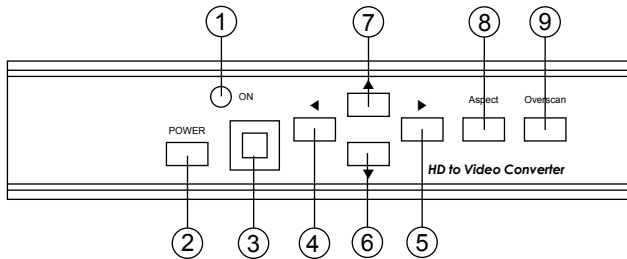 1 7 8 9
ON Aspect Overscan
POWER
HD to Video Converter
2 3 4 6 5